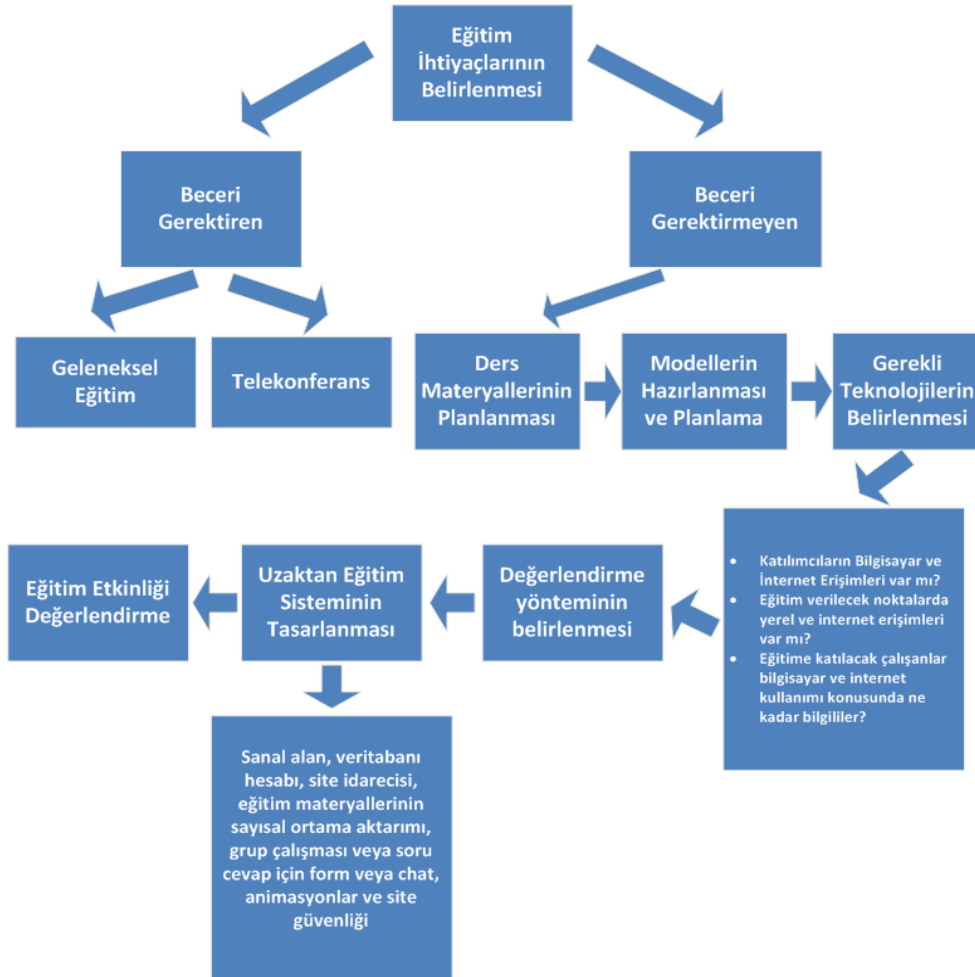 Eğitim
İhtiyaçlarının
Belirlenmesi
Beceri
Gerektiren
Beceri
Gerektirmeyen
Geleneksel
Eğitim
Telekonferans
Ders
Materyallerinin
Planlanması
Modellerin
Hazırlanması
ve Planlama
Gerekli
Teknolojilerin
Belirlenmesi
• Katılımcıların Bilgisayar ve
İnternet Erişimleri var mı?
• Eğitim verilecek noktalarda
yerel ve internet erişimleri
var mı?
• Eğitime katılacak çalışanlar
bilgisayar ve internet
kullanımı konusunda ne
kadar bilgililer?
Değerlendirme
yönteminin
belirlenmesi
Uzaktan Eğitim
Sisteminin
Tasarlanması
Eğitim Etkinliği
Değerlendirme
Sanal alan, veritabanı
hesabı, site idarecisi,
eğitim materyallerinin
sayısal ortama aktarımı,
grup çalışması veya soru
cevap için form veya chat,
animasyonlar ve site
güvenliği